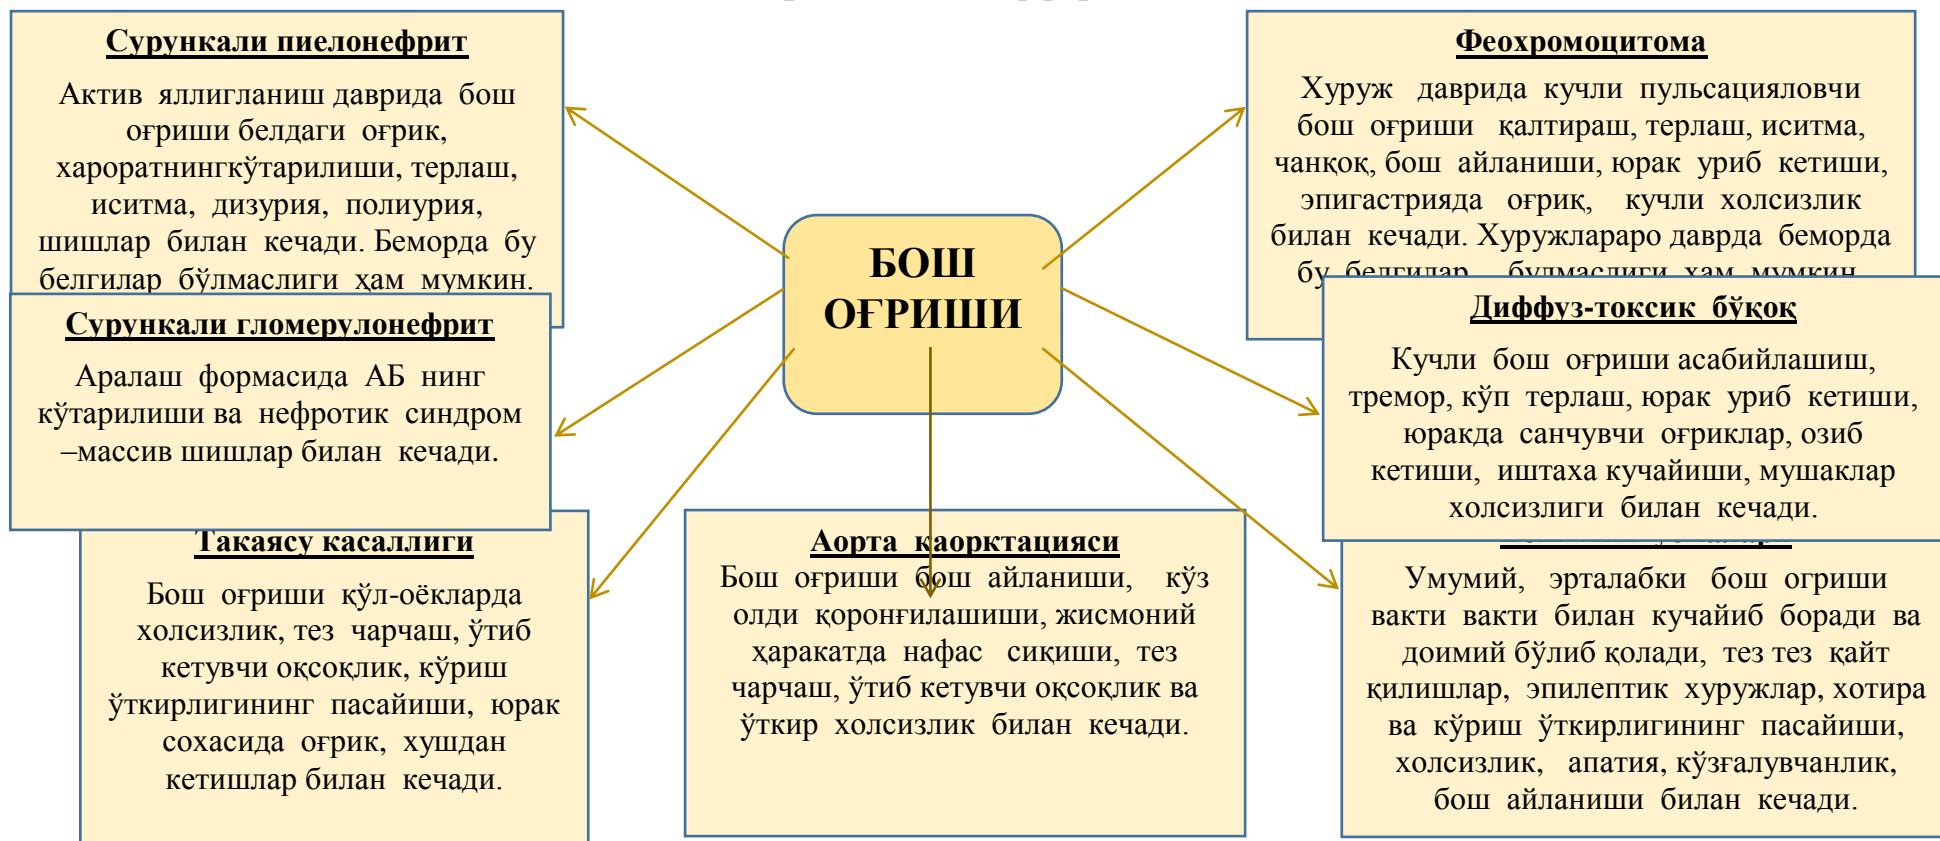 Сурункали пиелонефрит
Актив яллигланиш даврида бош
оғриши белдаги оғрик,
хароратнингкўтарилиши, терлаш,
иситма, дизурия, полиурия,
шишлар билан кечади. Беморда бу
белгилар бўлмаслиги ҳам мумкин.
Сурункали гломерулонефрит
Аралаш формасида АБ нинг
кўтарилиши ва нефротик синдром
–массив шишлар билан кечади.
Такаясу касаллиги
Бош оғриши қўл-оёкларда
холсизлик, тез чарчаш, ўтиб
кетувчи оқсоқлик, кўриш
ўткирлигининг пасайиши, юрак
сохасида оғрик, хушдан
кетишлар билан кечади.
БОШ
ОҒРИШИ
Аорта қаорктацияси
Бош оғриши бош айланиши, кўз
олди қоронғилашиши, жисмоний
ҳаракатда нафас сиқиши, тез
чарчаш, ўтиб кетувчи оқсоқлик ва
ўткир холсизлик билан кечади.
Феохромоцитома
Хуруж даврида кучли пульсацияловчи
бош оғриши қалтираш, терлаш, иситма,
чанқоқ, бош айланиши, юрак уриб кетиши,
эпигастрияда оғриқ, кучли холсизлик
билан кечади. Хуружлараро даврда беморда
бу белгилар булмаслиги ҳам мумкин
Диффуз-токсик бўқоқ
Кучли бош оғриши асабийлашиш,
тремор, кўп терлаш, юрак уриб кетиши,
юракда санчувчи оғриклар, озиб
кетиши, иштаха кучайиши, мушаклар
холсизлиги билан кечади.
Умумий, эрталабки бош огриши
вакти вакти билан кучайиб боради ва
доимий бўлиб қолади, тез тез қайт
қилишлар, эпилептик хуружлар, хотира
ва кўриш ўткирлигининг пасайиши,
холсизлик, апатия, кўзғалувчанлик,
бош айланиши билан кечади.